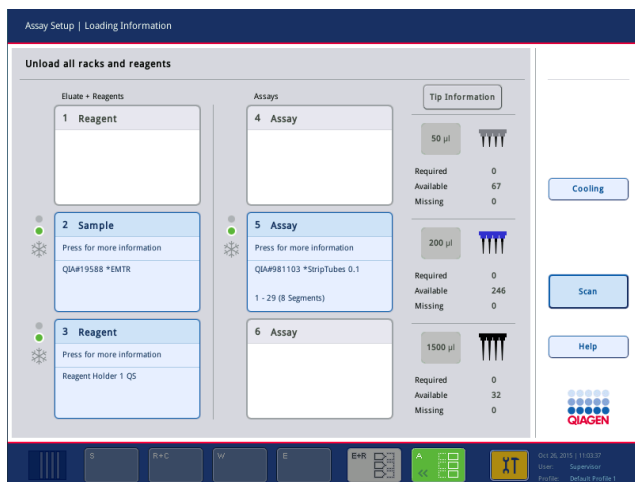 Assay Setup | Loading Information
Unload all racks and reagents
Eluate + Reagents
Assays
Tip Information
1 Reagent
4 Assay
50 µl
Required 0
Available 67
Missing 0
2 Sample
Press for more information
QIA#19588 *EMTR
5 Assay
Press for more information
QIA#981103 *StripTubes 0.1
1 - 29 (8 Segments)
200 µl
Required 0
Available 246
Missing 0
3 Reagent
Press for more information
Reagent Holder 1 QS
6 Assay
1500 µl
Required 0
Available 32
Missing 0
Cooling
Scan
Help
QIAGEN
S
R+C
W
E
E+R
A
<<
Oct 26, 2015 | 11:03:37
User: Supervisor
Profile: Default Profile 1